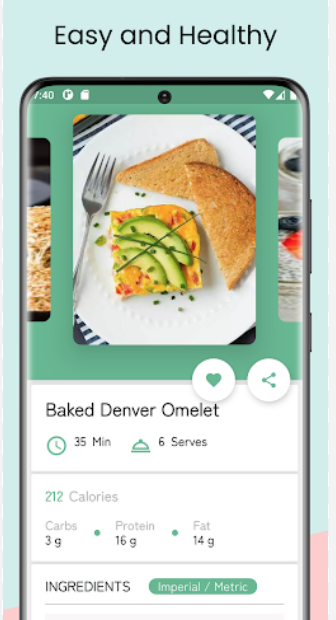 Easy and Healthy
7:40
Baked Denver Omelet
35 Min 6 Serves
212 Calories
Carbs Protein Fat
3 g 16 g 14 g
INGREDIENTS Imperial / Metric